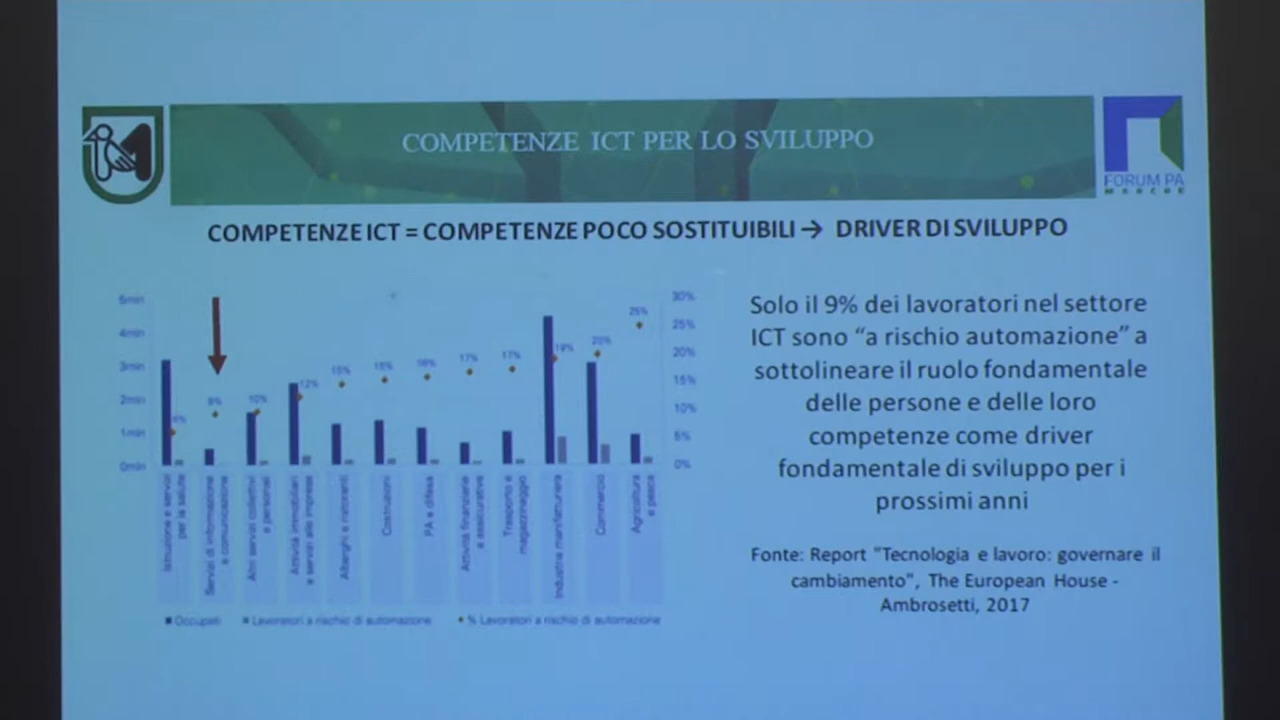 COMPETENZE ICT PER LO SVILUPPO
FORUM PA
MARCHE
COMPETENZE ICT = COMPETENZE POCO SOSTITUIBILI → DRIVER DI SVILUPPO
5mln
4mln
3mln
2mln
1mln
0mln
30%
25%
20%
15%
10%
5%
0%
10%
12%
15%
15%
16%
17%
17%
19%
20%
25%
Istruzione e servizi
per la salute
Servizi di informazione
e comunicazione
Altri servizi collettivi
e personali
Attività immobiliari
e servizi alle imprese
Alberghi e ristoranti
Costruzioni
PA e difesa
Attività finanziarie
e assicurative
Trasporto e
magazzinaggio
Industria manifatturiera
Commercio
Agricoltura
e pesca
Occupati
Lavoratori a rischio di automazione
% Lavoratori a rischio di automazione
Solo il 9% dei lavoratori nel settore
ICT sono “a rischio automazione” a
sottolineare il ruolo fondamentale
delle persone e delle loro
competenze come driver
fondamentale di sviluppo per i
prossimi anni
Fonte: Report "Tecnologia e lavoro: governare il
cambiamento", The European House -
Ambrosetti, 2017